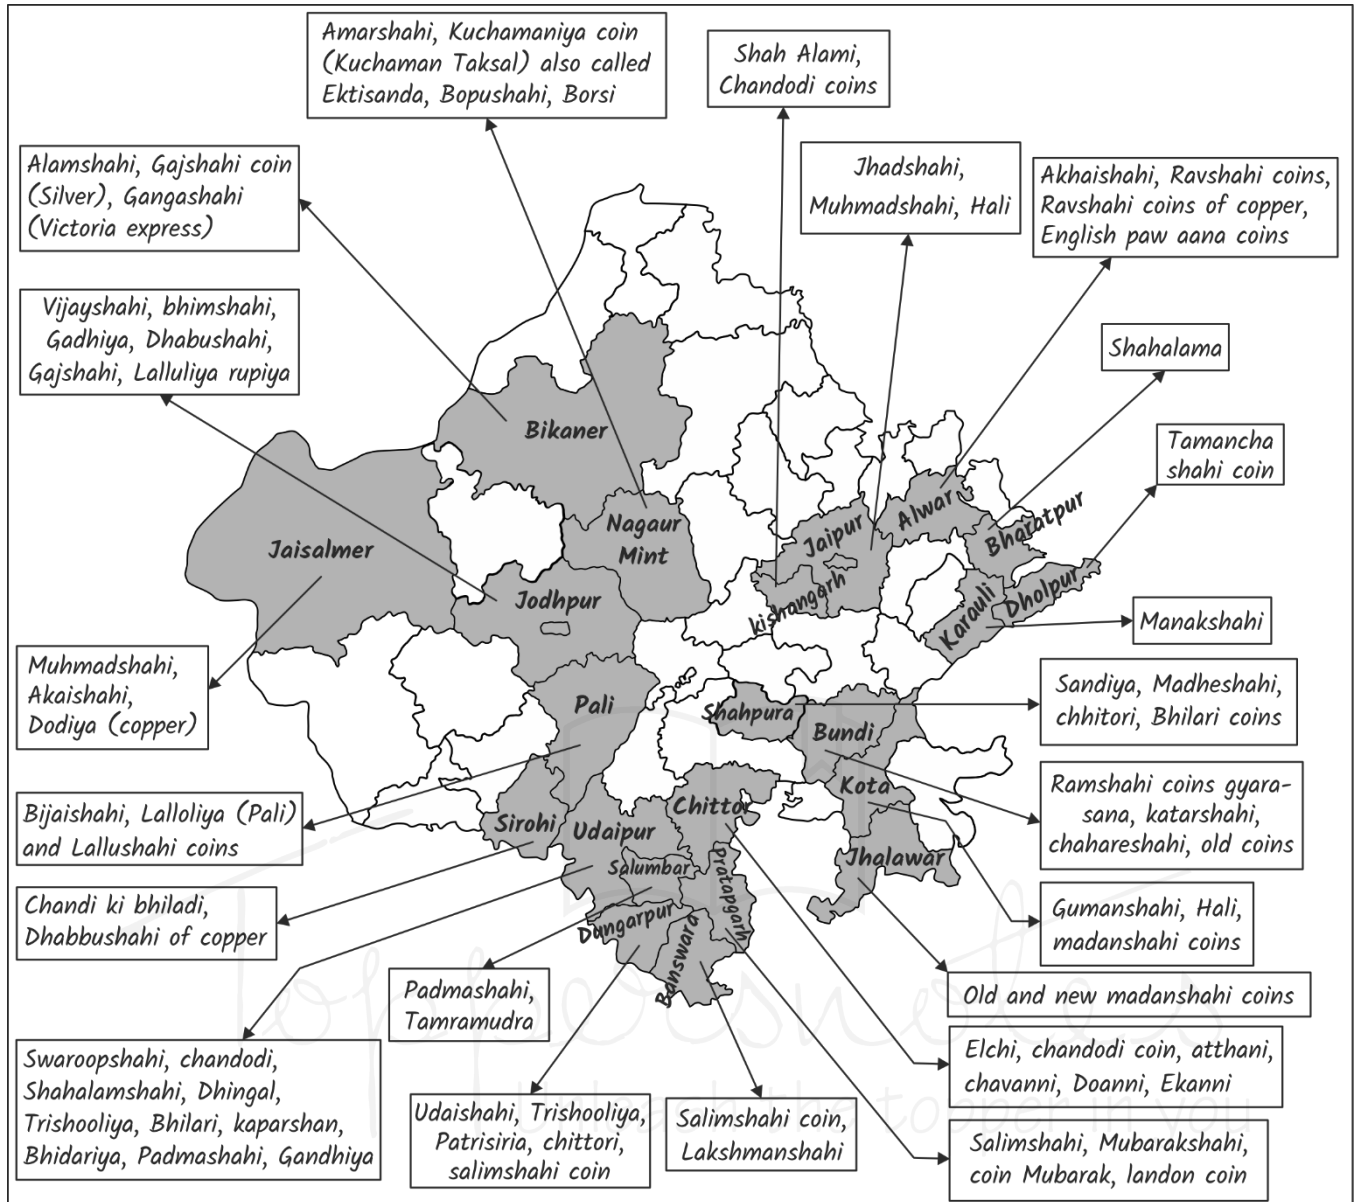 Amarshahi, Kuchamaniya coin
(Kuchaman Taksal) also called
Ektisanda, Bopushahi, Borsi
Shah Alami,
Chandodi coins
Alamshahi, Gajshahi coin
(Silver), Gangashahi
(Victoria express)
Jhadshahi,
Muhmadshahi, Hali
Akhaishahi, Ravshahi coins,
Ravshahi coins of copper,
English paw aana coins
Vijayshahi, bhimshahi,
Gadhiya, Dhabushahi,
Gajshahi, Lalluliya rupiya
Shahalama
Tamancha
shahi coin
Bikaner
Nagaur
Mint
Jaisalmer
Jodhpur
Jaipur
Alwar
Bharatpur
kishangarh
Karauli
Dholpur
Manakshahi
Muhmadshahi,
Akaishahi,
Dodiya (copper)
Pali
Shahpura
Bundi
Sandiya, Madheshahi,
chhitori, Bhilari coins
Kota
Ramshahi coins gyara-
sana, katarshahi,
chahareshahi, old coins
Bijaishahi, Lalloliya (Pali)
and Lallushahi coins
Sirohi
Udaipur
Chittor
Jhalawar
Salumbar
Pratapgarh
Dungarpur
Banswara
Chandi ki bhiladi,
Dhabbushahi of copper
Gumanshahi, Hali,
madanshahi coins
Padmashahi,
Tamramudra
Old and new madanshahi coins
Swaroopshahi, chandodi,
Shahalamshahi, Dhingal,
Trishooliya, Bhilari, kaparshan,
Bhidariya, Padmashahi, Gandhiya
Udaishahi, Trishooliya,
Patrisiria, chittori,
salimshahi coin
Salimshahi coin,
Lakshmanshahi
Elchi, chandodi coin, atthani,
chavanni, Doanni, Ekanni
Salimshahi, Mubarakshahi,
coin Mubarak, landon coin
Toppersnotes
Unleash the topper in you